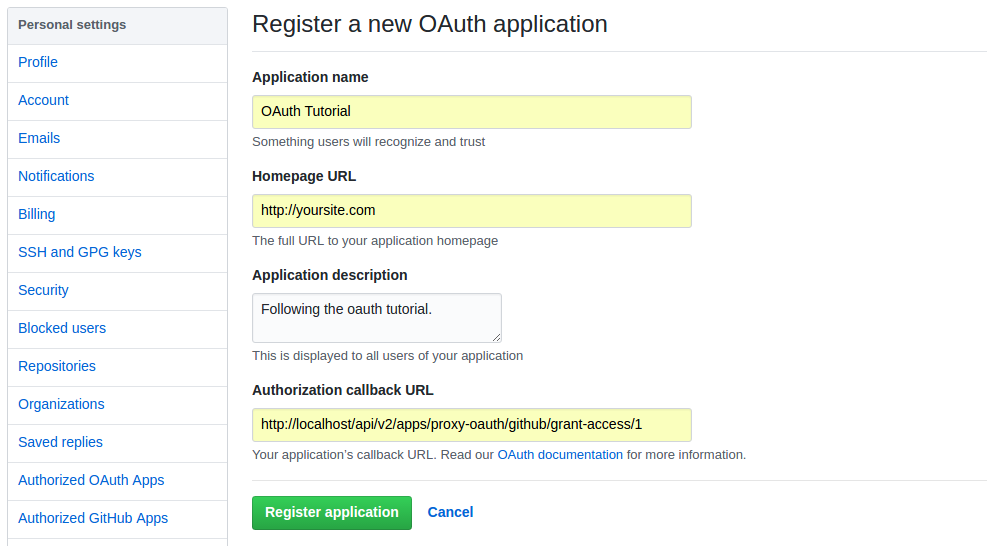 Personal settings
Profile
Account
Emails
Notifications
Billing
SSH and GPG keys
Security
Blocked users
Repositories
Organizations
Saved replies
Authorized OAuth Apps
Authorized GitHub Apps
Register a new OAuth application
Application name
OAuth Tutorial
Something users will recognize and trust
Homepage URL
http://yoursite.com
The full URL to your application homepage
Application description
Following the oauth tutorial.
This is displayed to all users of your application
Authorization callback URL
http://localhost/api/v2/apps/proxy-oauth/github/grant-access/1
Your application’s callback URL. Read our OAuth documentation for more information.
Register application
Cancel